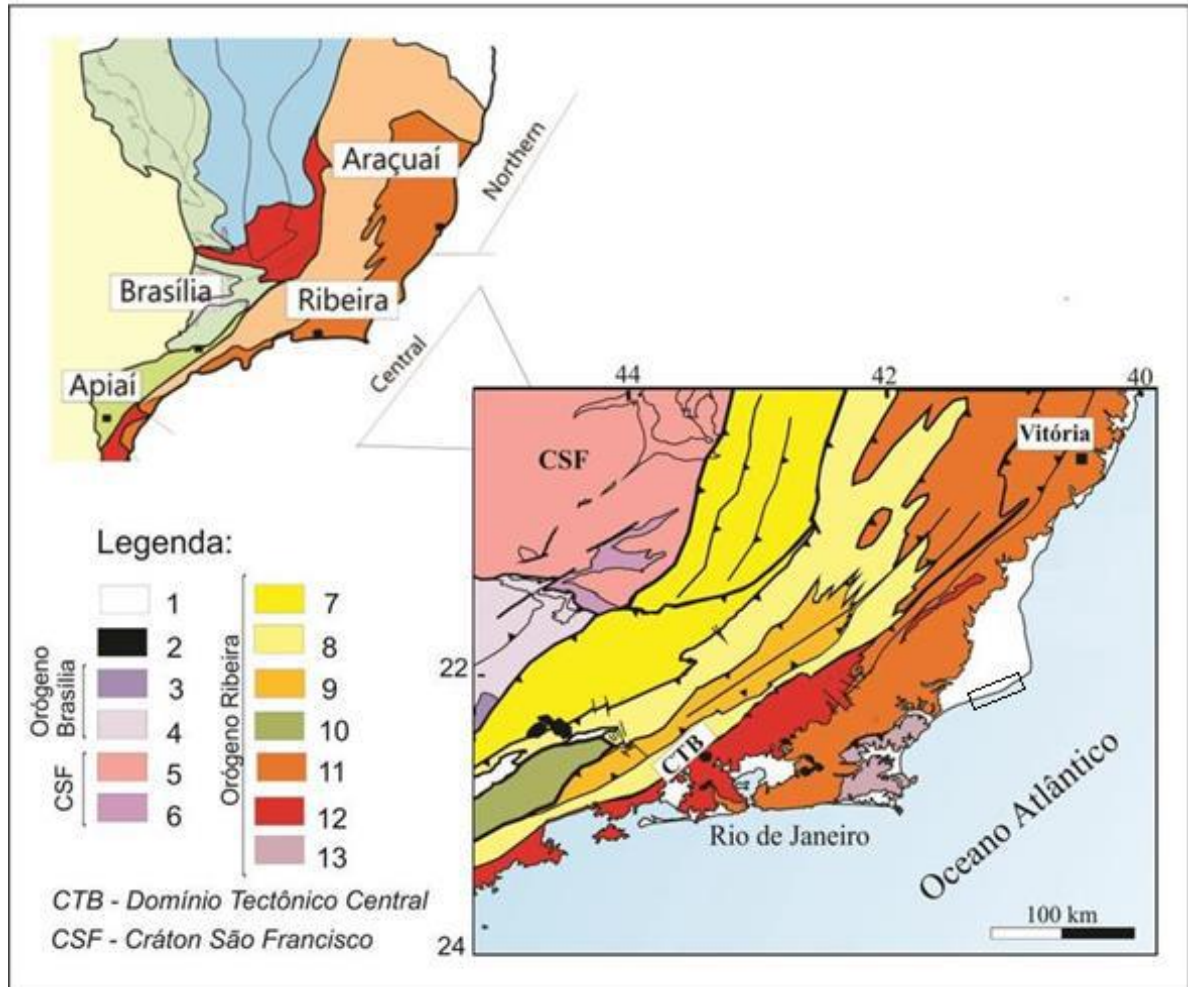 Araçuaí
Northern
Brasília
Ribeira
Central
Apiaí
44
42
40
CSF
Vitória
22
CTB
Rio de Janeiro
Oceano Atlântico
100 km
24
Legenda:
Orógeno Brasília
CSF
Orógeno Ribeira
1
2
3
4
5
6
7
8
9
10
11
12
13
CTB - Domínio Tectônico Central
CSF - Cráton São Francisco